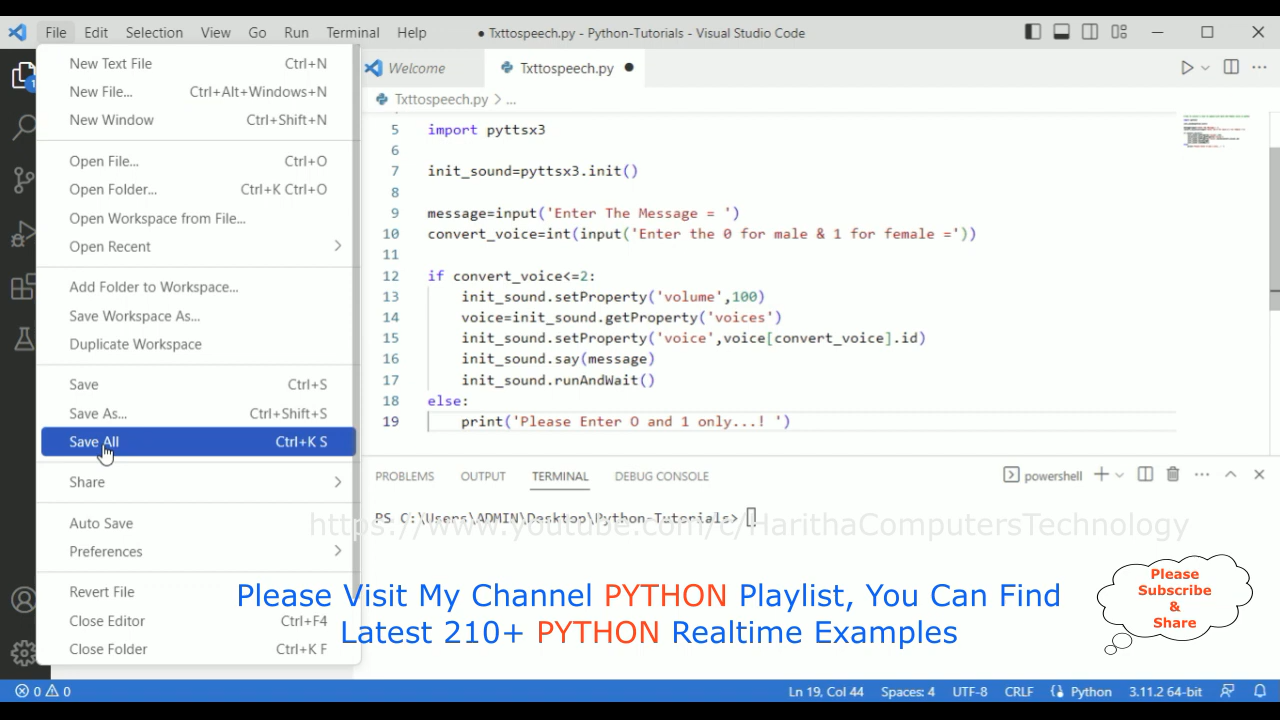 File Edit Selection View Go Run Terminal Help
● Txttospeech.py - Python-Tutorials - Visual Studio Code
New Text File Ctrl+N
New File... Ctrl+Alt+Windows+N
New Window Ctrl+Shift+N
Open File... Ctrl+O
Open Folder... Ctrl+K Ctrl+O
Open Workspace from File...
Open Recent
Add Folder to Workspace...
Save Workspace As...
Duplicate Workspace
Save Ctrl+S
Save As... Ctrl+Shift+S
Save All Ctrl+K S
Share
Auto Save
Preferences
Revert File
Close Editor Ctrl+F4
Close Folder Ctrl+K F
1
Welcome Txttospeech.py
Txttospeech.py > ...
5 import pyttsx3
6
7 init_sound=pyttsx3.init()
8
9 message=input('Enter The Message = ')
10 convert_voice=int(input('Enter the 0 for male & 1 for female ='))
11
12 if convert_voice<=2:
13 init_sound.setProperty('volume',100)
14 voice=init_sound.getProperty('voices')
15 init_sound.setProperty('voice',voice[convert_voice].id)
16 init_sound.say(message)
17 init_sound.runAndWait()
18 else:
19 print('Please Enter O and 1 only...! ')
PROBLEMS OUTPUT TERMINAL DEBUG CONSOLE
powershell
PS C:\Users\ADMIN\Desktop\Python-Tutorials>
https://www.youtube.com/c/HarithaComputersTechnology
Please Visit My Channel PYTHON Playlist, You Can Find
Latest 210+ PYTHON Realtime Examples
Please
Subscribe
&
Share
0 0
Ln 19, Col 44 Spaces: 4 UTF-8 CRLF Python 3.11.2 64-bit